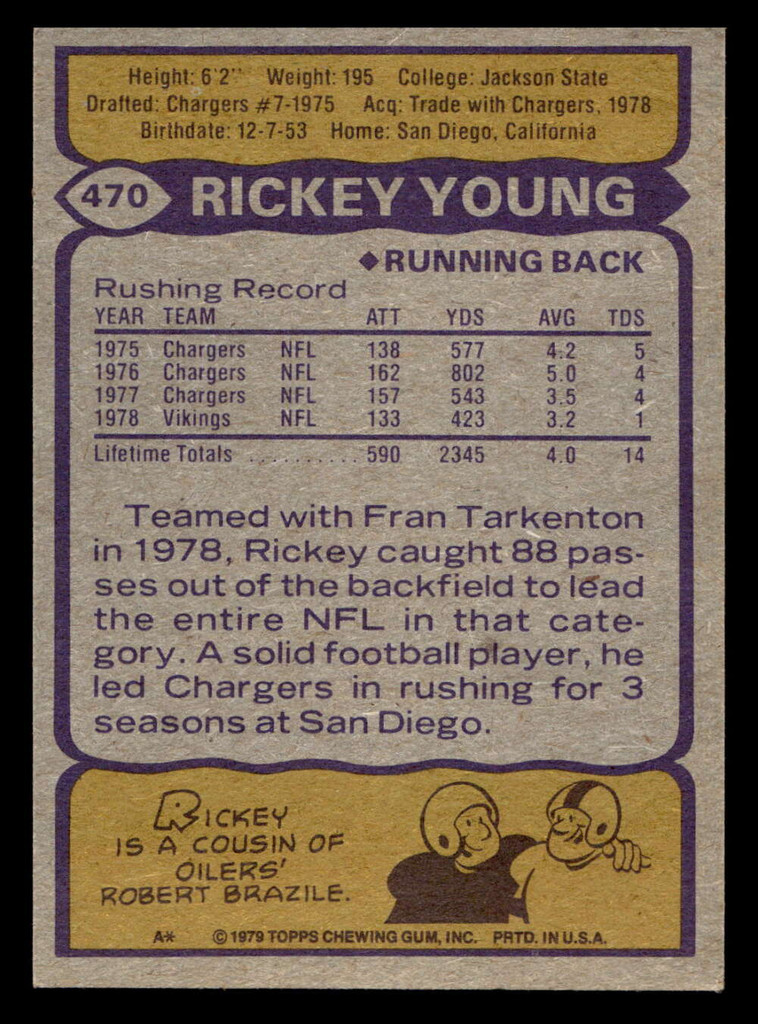 Height: 6'2" Weight: 195 College: Jackson State
Drafted: Chargers #7-1975 Acq: Trade with Chargers, 1978
Birthdate: 12-7-53 Home: San Diego, California
470 RICKEY YOUNG
◆RUNNING BACK
Rushing Record
YEAR TEAM ATT YDS AVG TDS
1975 Chargers NFL 138 577 4.2 5
1976 Chargers NFL 162 802 5.0 4
1977 Chargers NFL 157 543 3.5 4
1978 Vikings NFL 133 423 3.2 1
Lifetime Totals .......... 590 2345 4.0 14
Teamed with Fran Tarkenton
in 1978, Rickey caught 88 pas-
ses out of the backfield to lead
the entire NFL in that cate-
gory. A solid football player, he
led Chargers in rushing for 3
seasons at San Diego.
RICKEY
IS A COUSIN OF
OILERS'
ROBERT BRAZILE.
A* © 1979 TOPPS CHEWING GUM, INC. PRTD. IN U.S.A.